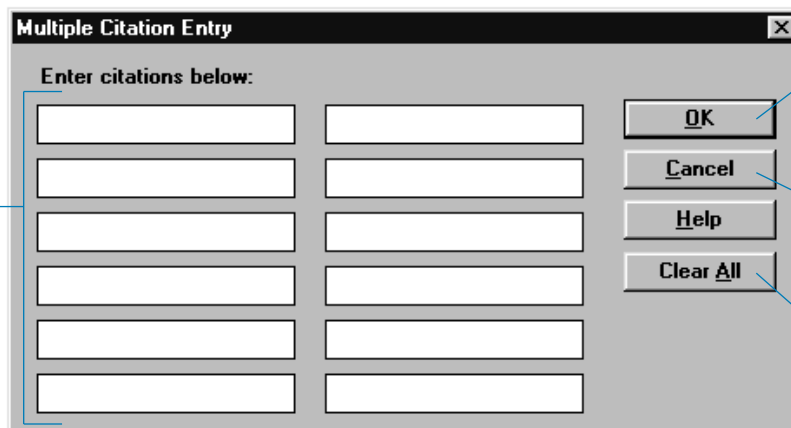 Multiple Citation Entry
Enter citations below:
OK
Cancel
Help
Clear All